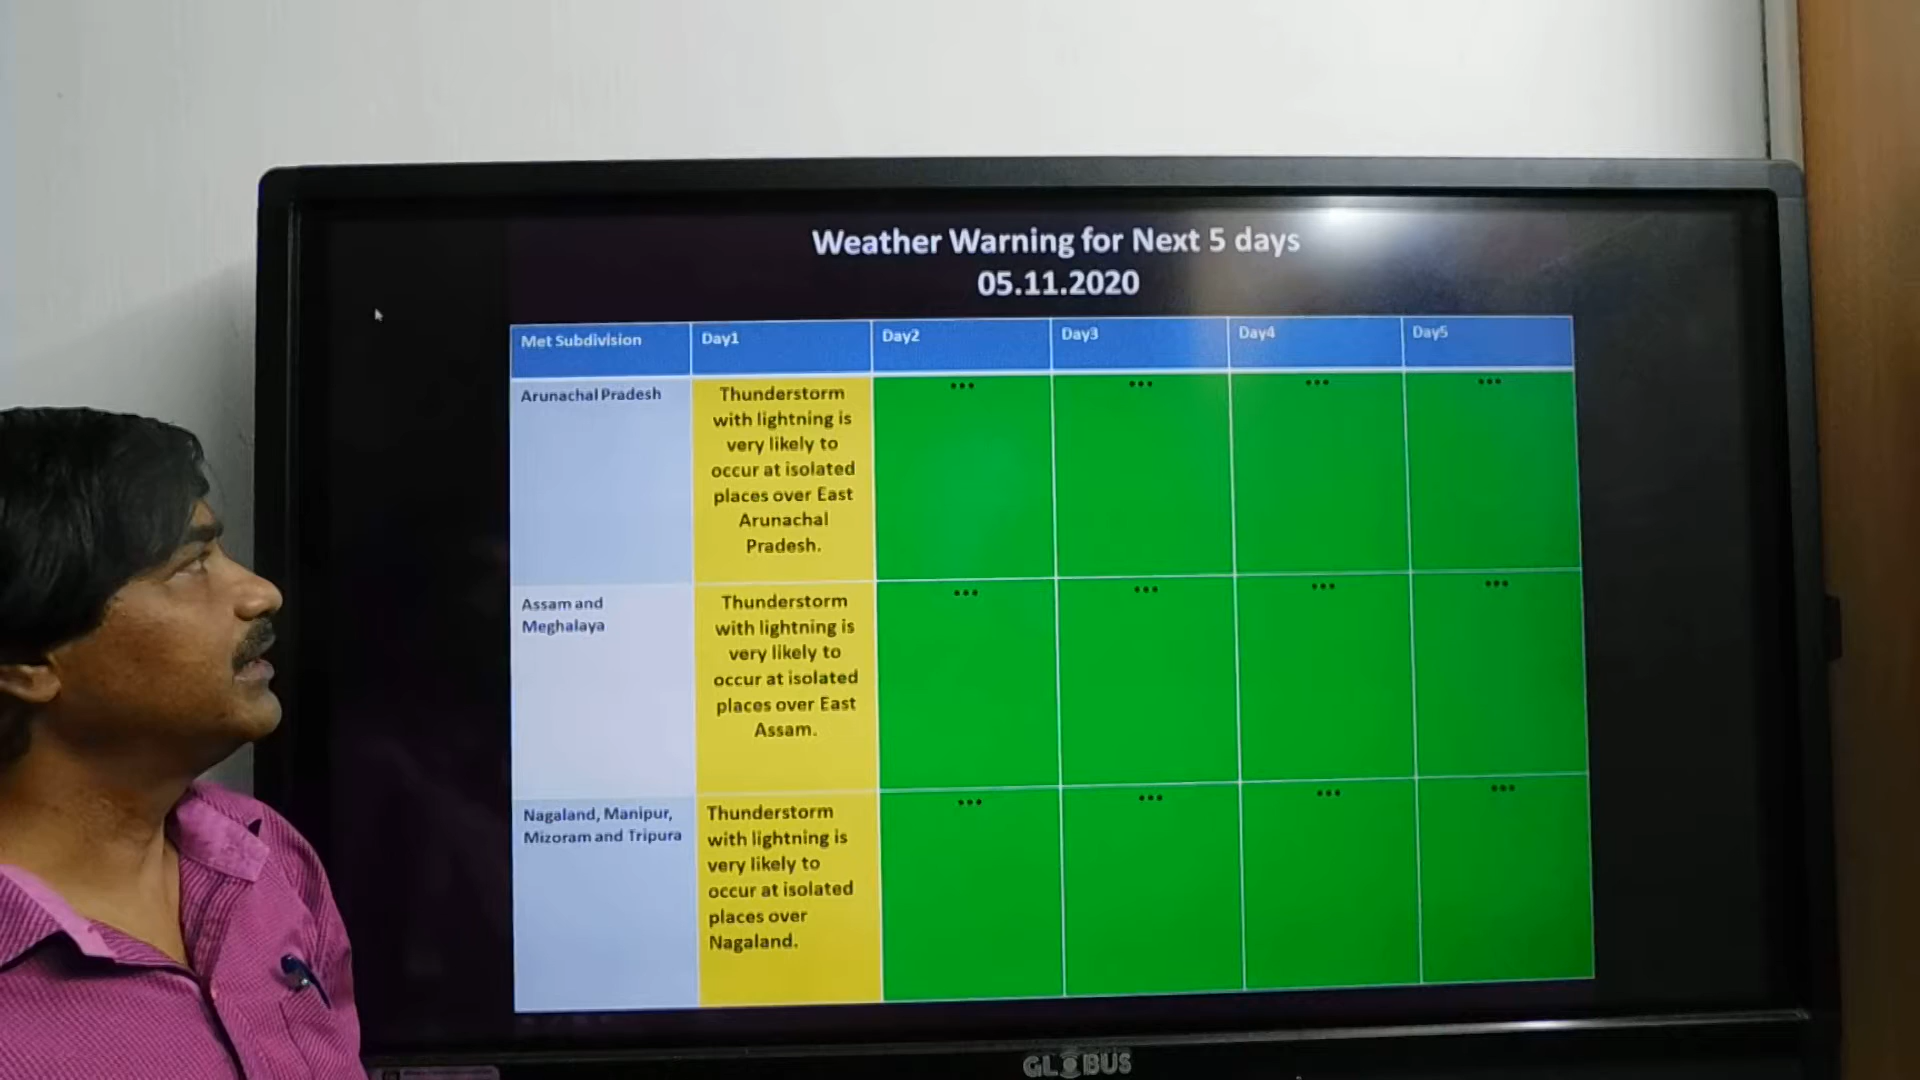 Weather Warning for Next 5 days
05.11.2020
Met Subdivision
Day1
Day2
Day3
Day4
Day5
Arunachal Pradesh
Thunderstorm
with lightning is
very likely to
occur at isolated
places over East
Arunachal
Pradesh.
...
...
...
...
Assam and
Meghalaya
Thunderstorm
with lightning is
very likely to
occur at isolated
places over East
Assam.
...
...
...
...
Nagaland, Manipur,
Mizoram and Tripura
Thunderstorm
with lightning is
very likely to
occur at isolated
places over
Nagaland.
...
...
...
...
GLOBUS